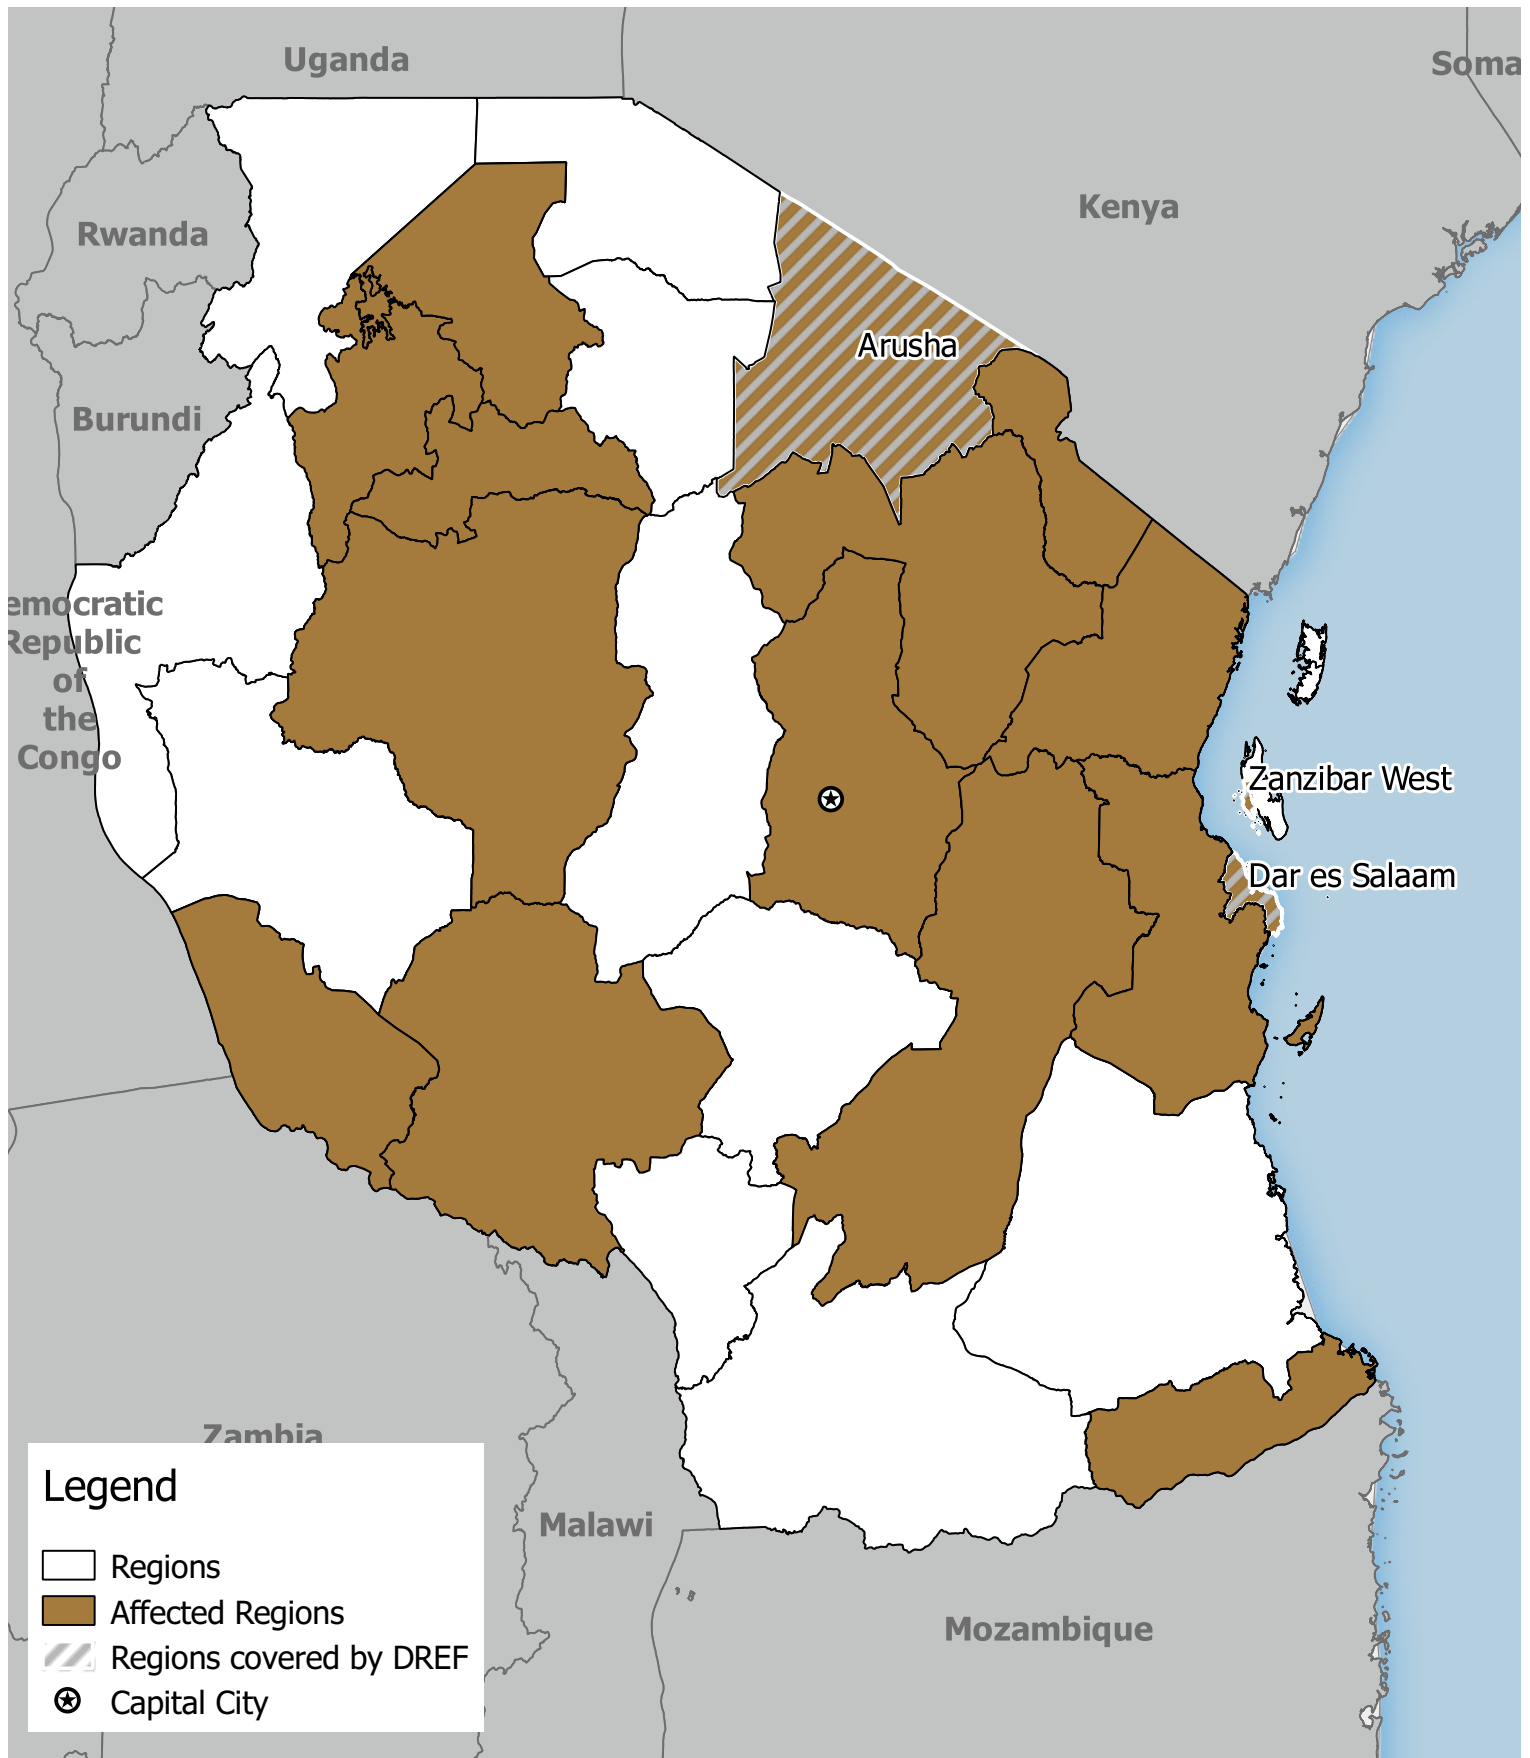 Uganda
Soma
Rwanda
Kenya
Arusha
Burundi
emocratic
Republic
of
the
Congo
Zanzibar West
Dar es Salaam
Zambia
Legend
Malawi
Regions
Affected Regions
Mozambique
Regions covered by DREF
Capital City